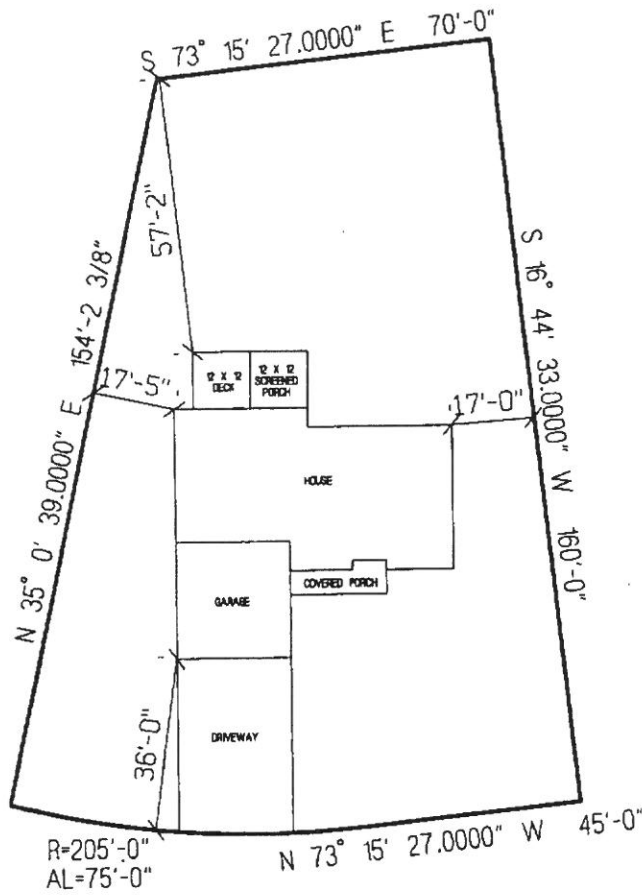 S 73° 15' 27.0000" E 70'-0"
57'-2"
N 35° 0' 39.0000" E 154'-2 3/8"
S 16° 44' 33.0000" W 160'-0"
12 X 12
DECK
12 X 12
SCREENED
PORCH
17'-5"
17'-0"
HOUSE
COVERED PORCH
GARAGE
36'-0"
DRIVEWAY
R=205'-0"
AL=75'-0"
N 73° 15' 27.0000" W 45'-0"